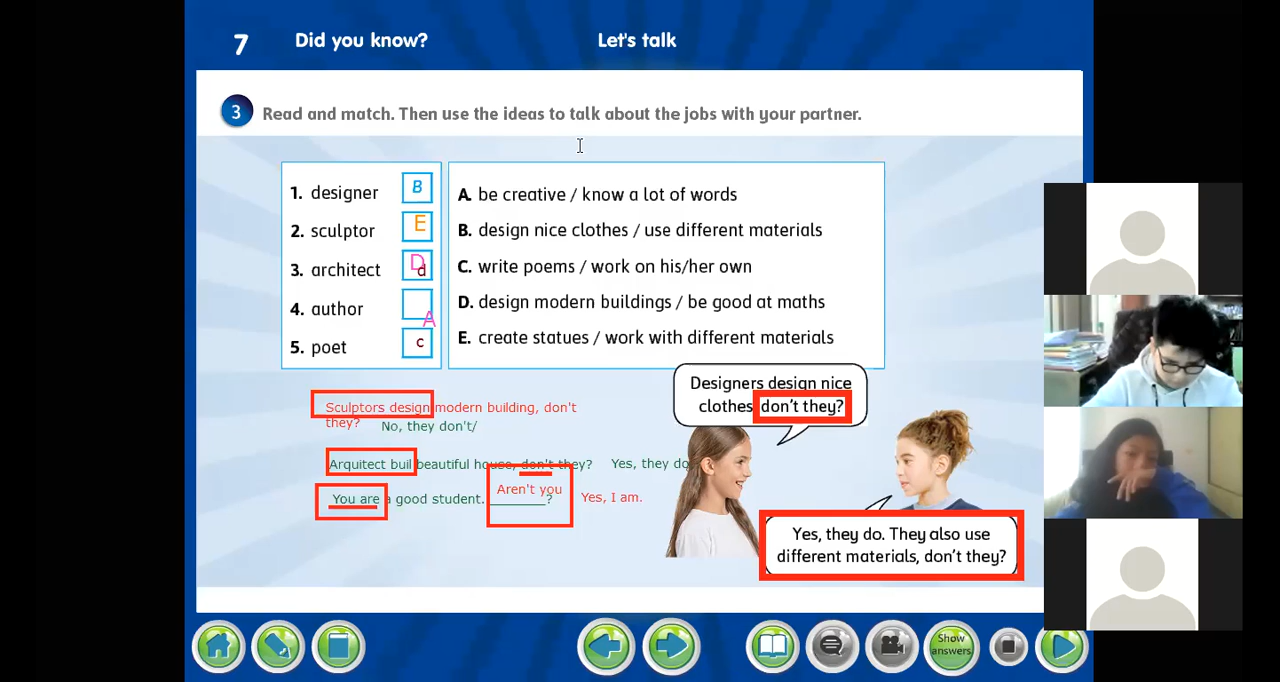 7 Did you know? Let's talk
3 Read and match. Then use the ideas to talk about the jobs with your partner.
1. designer B
2. sculptor E
3. architect D d
4. author A
5. poet c
A. be creative / know a lot of words
B. design nice clothes / use different materials
C. write poems / work on his/her own
D. design modern buildings / be good at maths
E. create statues / work with different materials
Designers design nice
clothes don't they?
Sculptors design modern building, don't
they? No, they don't/
Arquitect buil beautiful house, don't they? Yes, they do
You are a good student. Aren't you ________? Yes, I am.
Yes, they do. They also use
different materials, don't they?
Show
answers